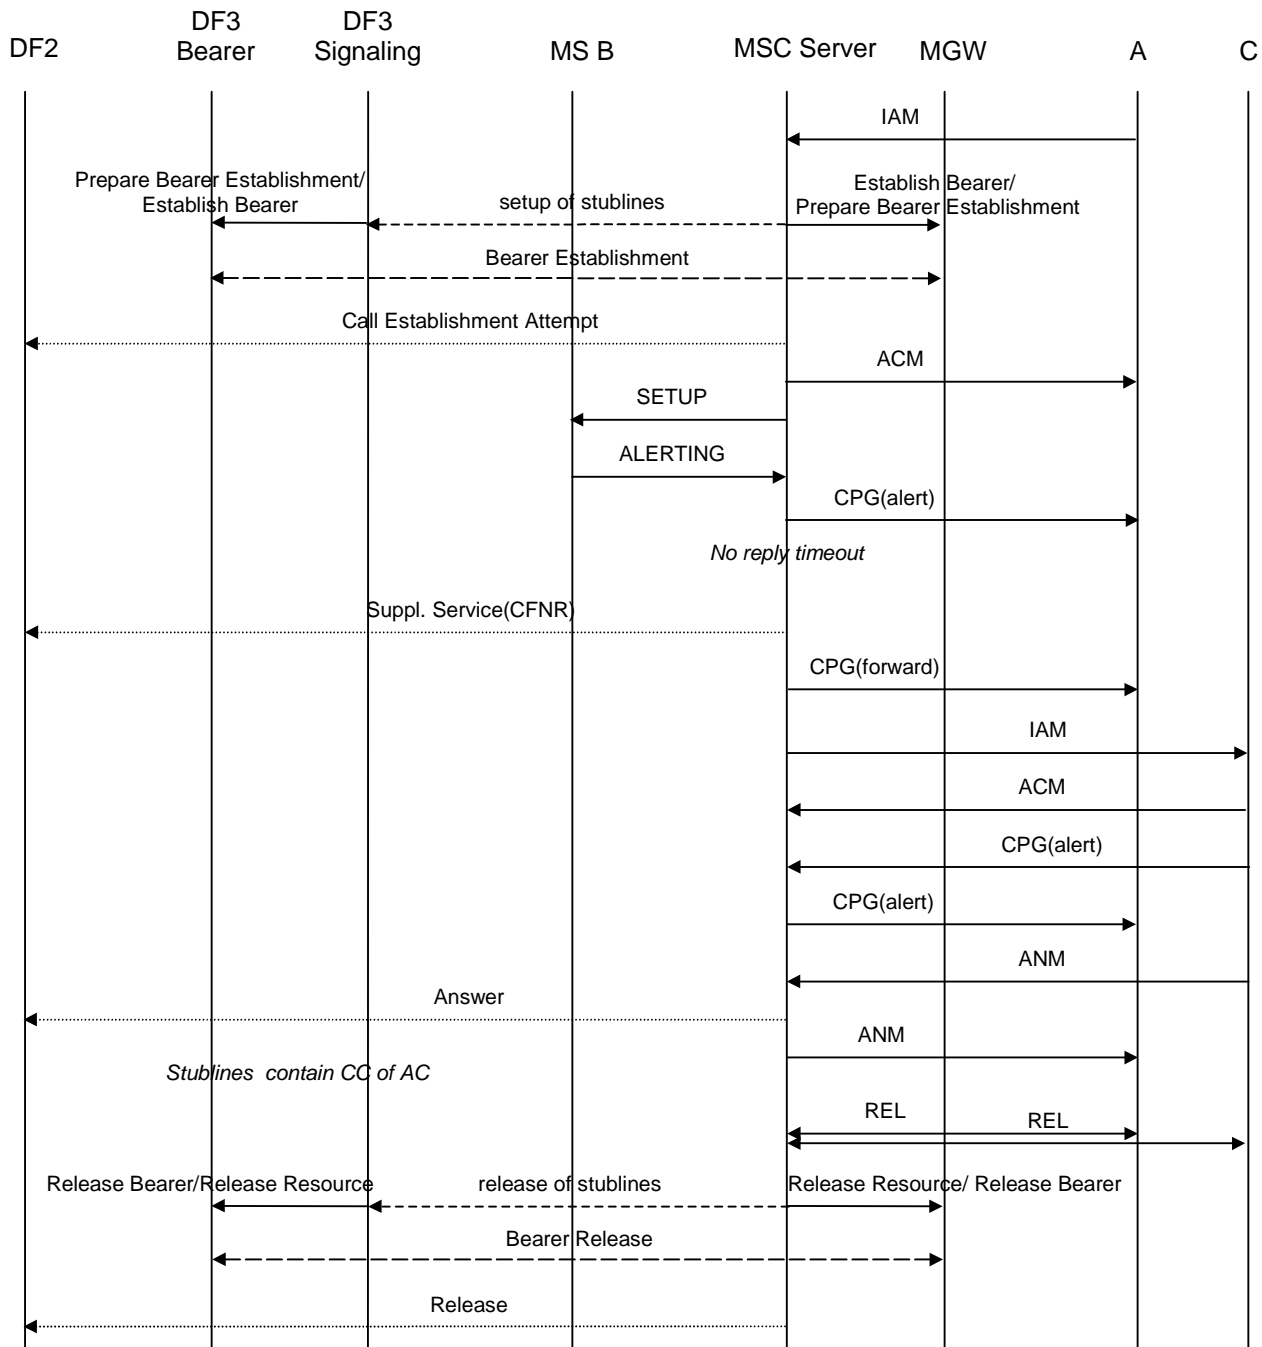 DF2
DF3
Bearer
DF3
Signaling
MS B
MSC Server
MGW
A
C
IAM
Prepare Bearer Establishment/
Establish Bearer
setup of stublines
Establish Bearer/
Prepare Bearer Establishment
Bearer Establishment
Call Establishment Attempt
ACM
SETUP
ALERTING
CPG(alert)
No reply timeout
Suppl. Service(CFNR)
CPG(forward)
IAM
ACM
CPG(alert)
CPG(alert)
ANM
Answer
ANM
Stublines contain CC of AC
REL
REL
Release Bearer/Release Resource
release of stublines
Release Resource/ Release Bearer
Bearer Release
Release